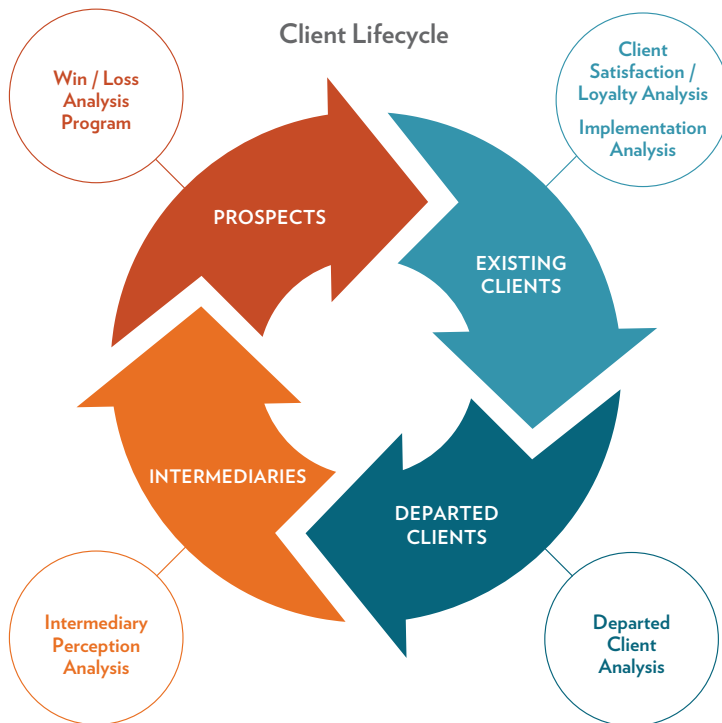 Client Lifecycle
Win / Loss
Analysis
Program
Client
Satisfaction /
Loyalty Analysis
Implementation
Analysis
PROSPECTS
EXISTING
CLIENTS
INTERMEDIARIES
DEPARTED
CLIENTS
Intermediary
Perception
Analysis
Departed
Client
Analysis